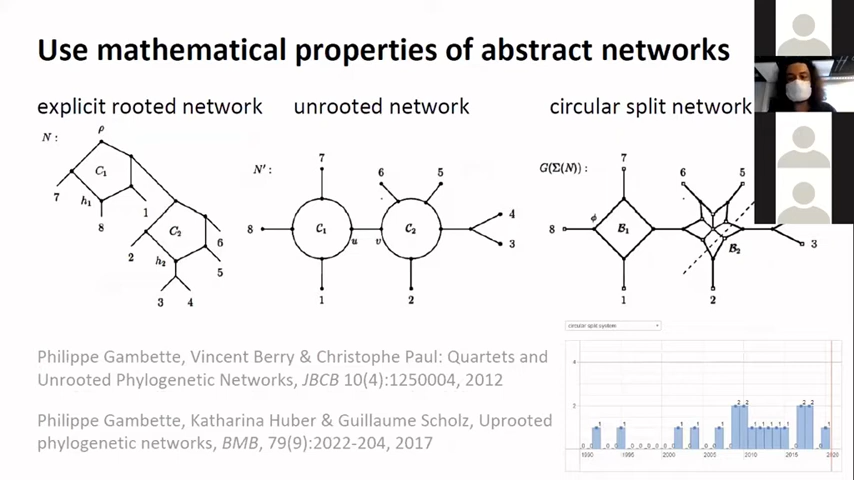 Use mathematical properties of abstract networks
explicit rooted network
unrooted network
circular split network
N :
ρ
C₁
7
h₁
8
1
C₂
2
h₂
6
5
3
4
N' :
7
6
5
8
C₁
u
v
C₂
4
3
1
2
G(Σ(N)) :
7
6
5
ϕ
8
B₁
B₂
3
1
2
Philippe Gambette, Vincent Berry & Christophe Paul: Quartets and
Unrooted Phylogenetic Networks, JBCB 10(4):1250004, 2012
Philippe Gambette, Katharina Huber & Guillaume Scholz, Uprooted
phylogenetic networks, BMB, 79(9):2022-204, 2017
circular split system
4
2
1990 1995 2000 2005 2010 2015 2020